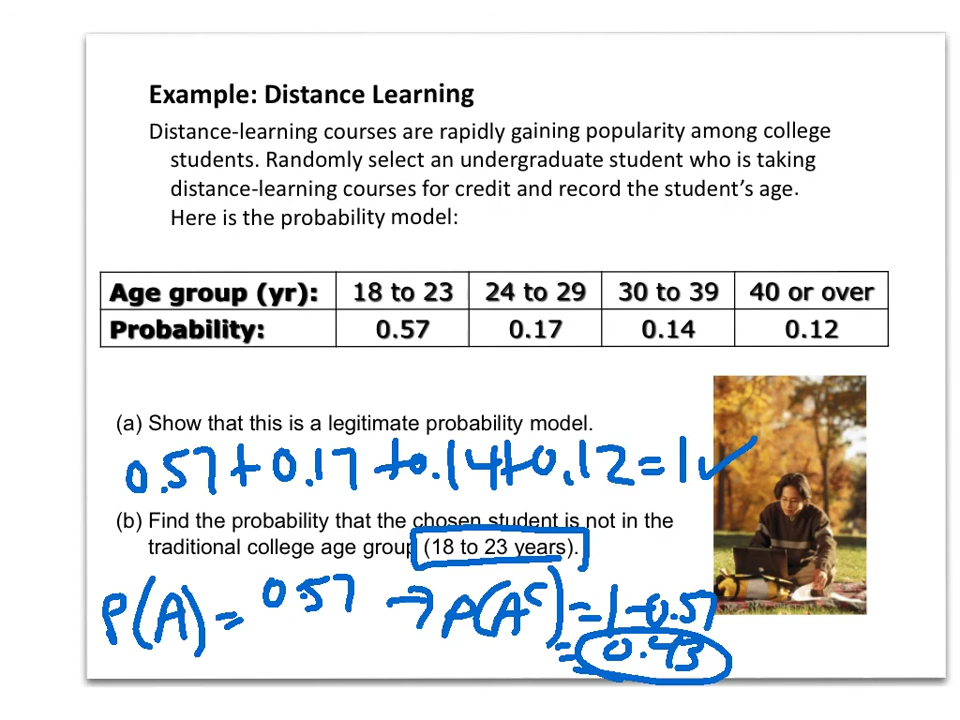 Example: Distance Learning
Distance-learning courses are rapidly gaining popularity among college
students. Randomly select an undergraduate student who is taking
distance-learning courses for credit and record the student's age.
Here is the probability model:
Age group (yr): 18 to 23 24 to 29 30 to 39 40 or over
Probability: 0.57 0.17 0.14 0.12
(a) Show that this is a legitimate probability model.
0.57+0.17+0.14+0.12=1✓
(b) Find the probability that the chosen student is not in the
traditional college age group (18 to 23 years).
P(A)= 0.57 → P(Aᶜ)=1-0.57
=0.43